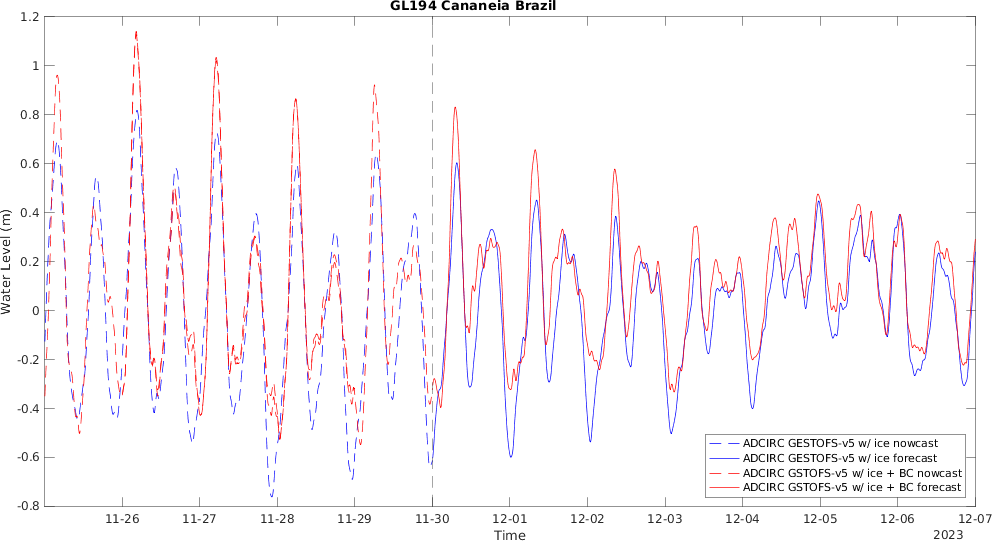 GL194 Cananeia Brazil
1.2
1
0.8
0.6
0.4
0.2
0
-0.2
-0.4
-0.6
-0.8
Water Level (m)
ADCIRC GESTOFS-v5 w/ ice nowcast
ADCIRC GESTOFS-v5 w/ ice forecast
ADCIRC GSTOFS-v5 w/ ice + BC nowcast
ADCIRC GSTOFS-v5 w/ ice + BC forecast
11-26 11-27 11-28 11-29 11-30 12-01 12-02 12-03 12-04 12-05 12-06 12-07
Time
2023